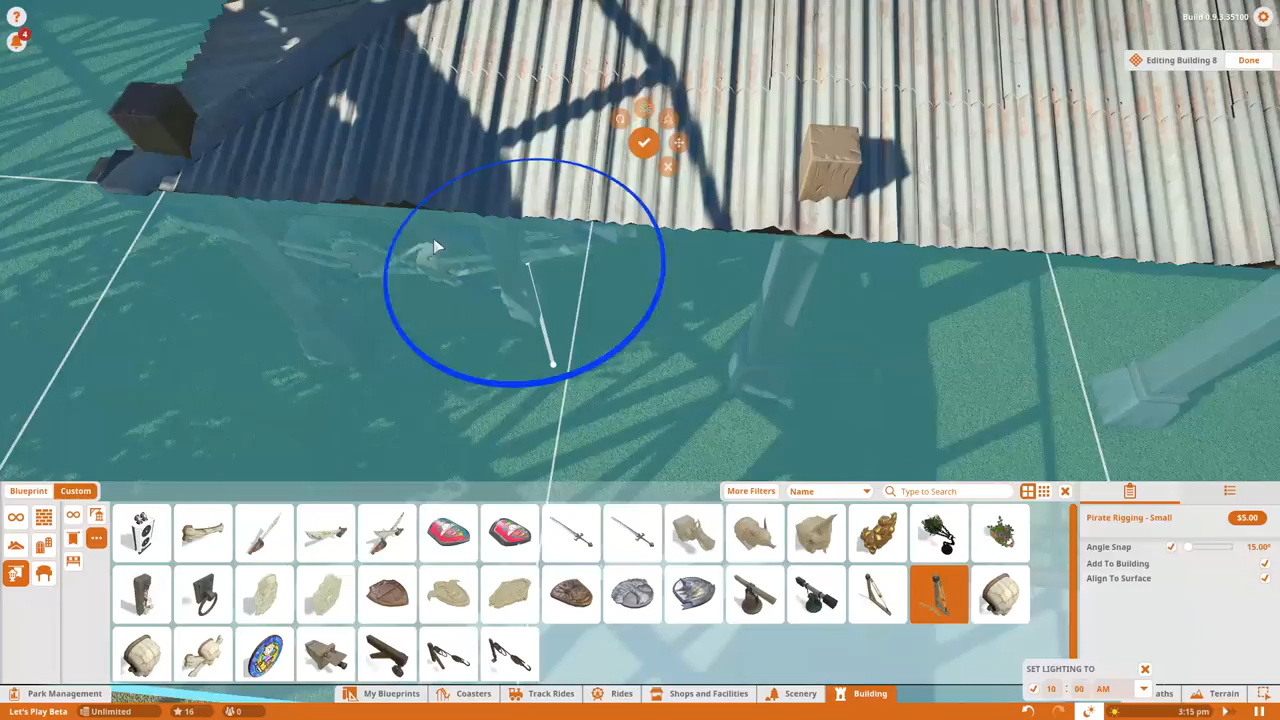 ?
4
Build 0.9.3.35100
Editing Building 8
Done
Blueprint
Custom
More Filters
Name
Type to Search
Pirate Rigging - Small
$5.00
Angle Snap
15.00°
Add To Building
Align To Surface
SET LIGHTING TO
10 : 00 AM
Park Management
My Blueprints
Coasters
Track Rides
Rides
Shops and Facilities
Scenery
Building
aths
Terrain
Let's Play Beta
Unlimited
16
0
3:15 pm